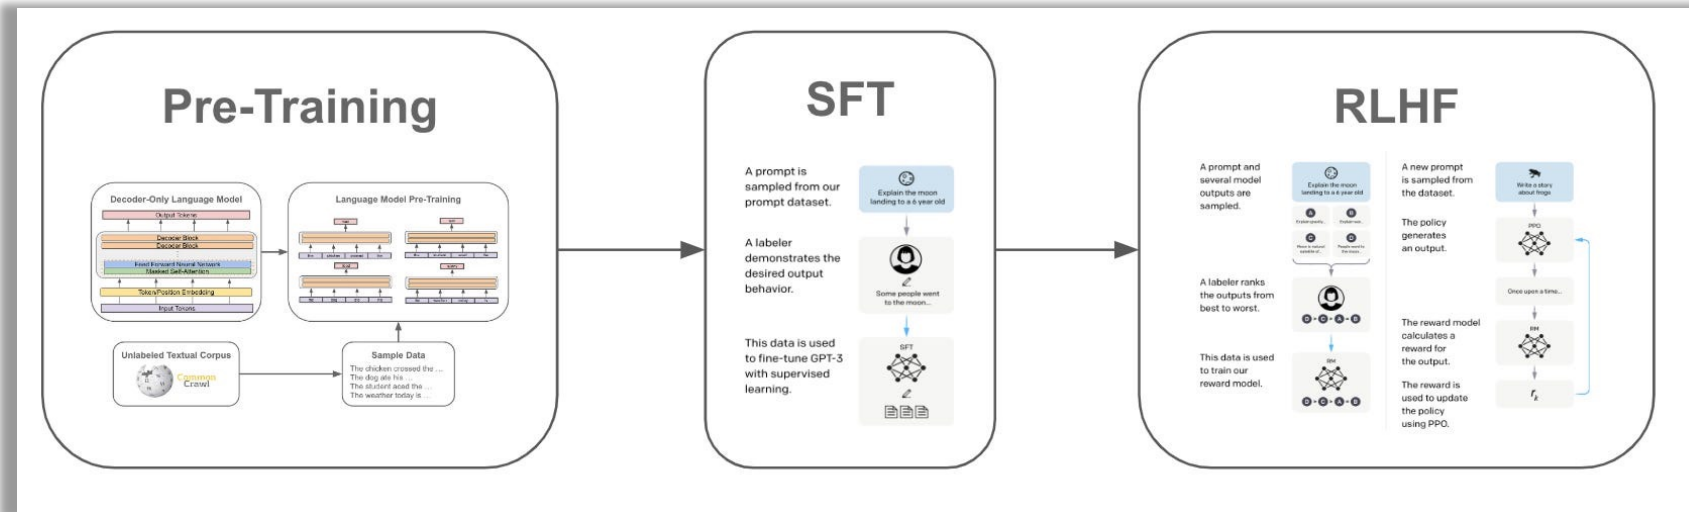 Pre-Training
Decoder-Only Language Model
Output Tokens
Decoder Block
Decoder Block
Feed Forward Neural Network
Masked Self-Attention
Token/Position Embedding
Input Tokens
Language Model Pre-Training
Unlabeled Textual Corpus
Common
Crawl
Sample Data
The chicken crossed the ...
The dog ate his ...
The student aced the ...
The weather today is ...
SFT
A prompt is
sampled from our
prompt dataset.
Explain the moon
landing to a 6 year old
A labeler
demonstrates the
desired output
behavior.
Some people went
to the moon...
This data is used
to fine-tune GPT-3
with supervised
learning.
SFT
RLHF
A prompt and
several model
outputs are
sampled.
Explain the moon
landing to a 6 year old
A
B
C
D
A labeler ranks
the outputs from
best to worst.
D > C > A > B
This data is used
to train our
reward model.
RM
D > C > A > B
A new prompt
is sampled from
the dataset.
Write a story
about frogs
The policy
generates
an output.
PPO
Once upon a time...
The reward model
calculates a
reward for
the output.
RM
The reward is
used to update
the policy
using PPO.
rk